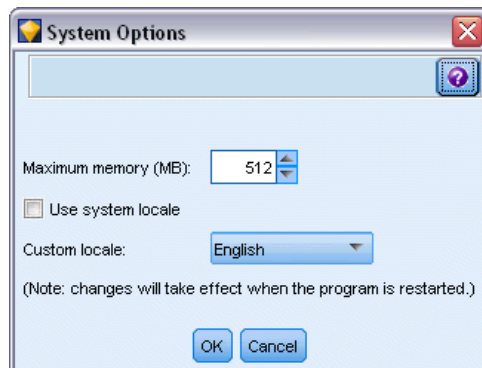 System Options
?
Maximum memory (MB): 512
Use system locale
Custom locale: English
(Note: changes will take effect when the program is restarted.)
OK Cancel